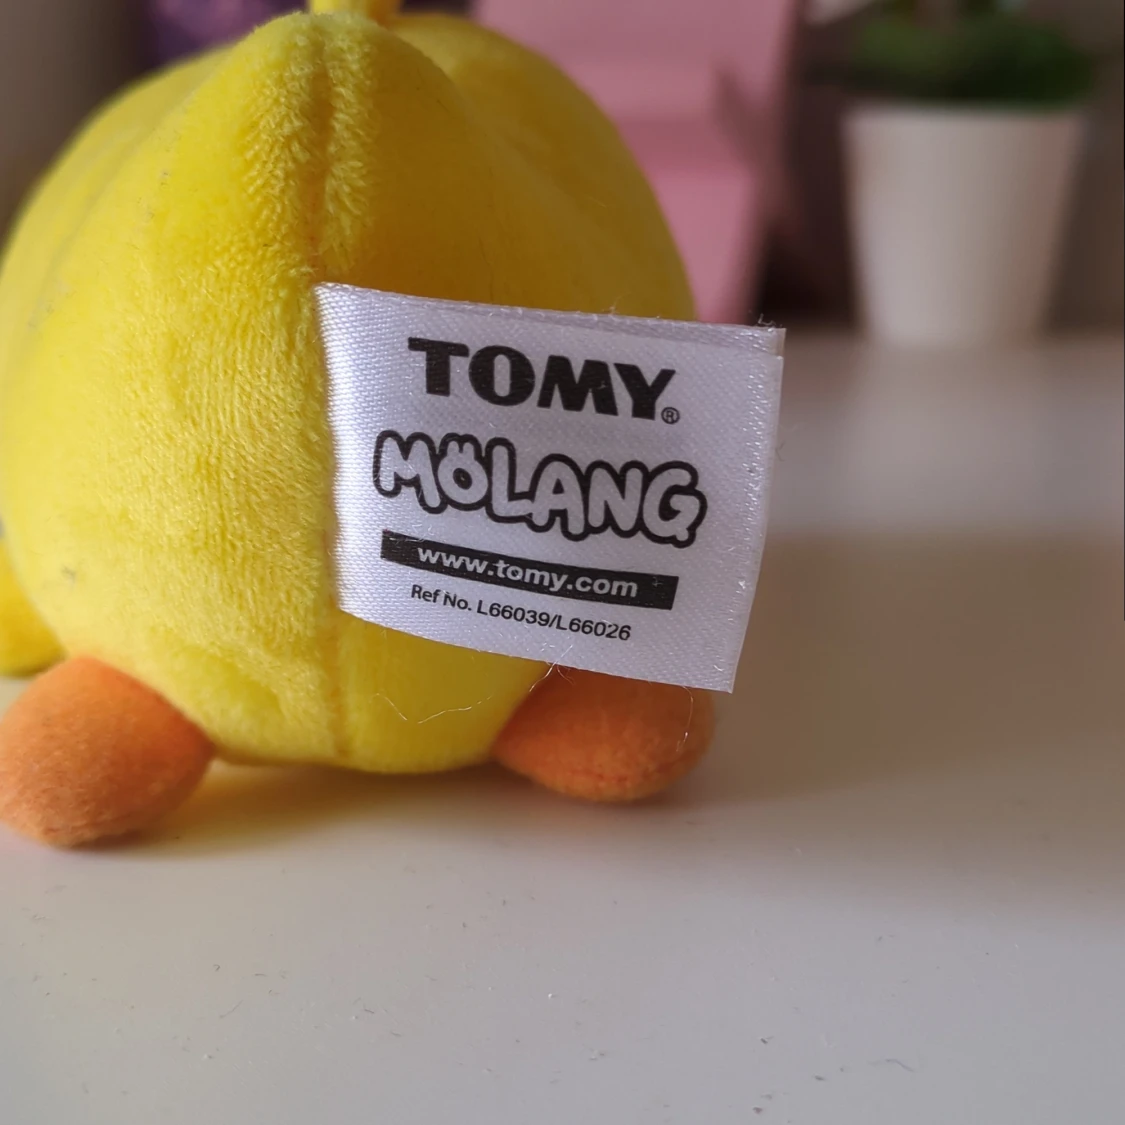 TOMY®
MÖLANG
www.tomy.com
Ref No. L66039/L66026